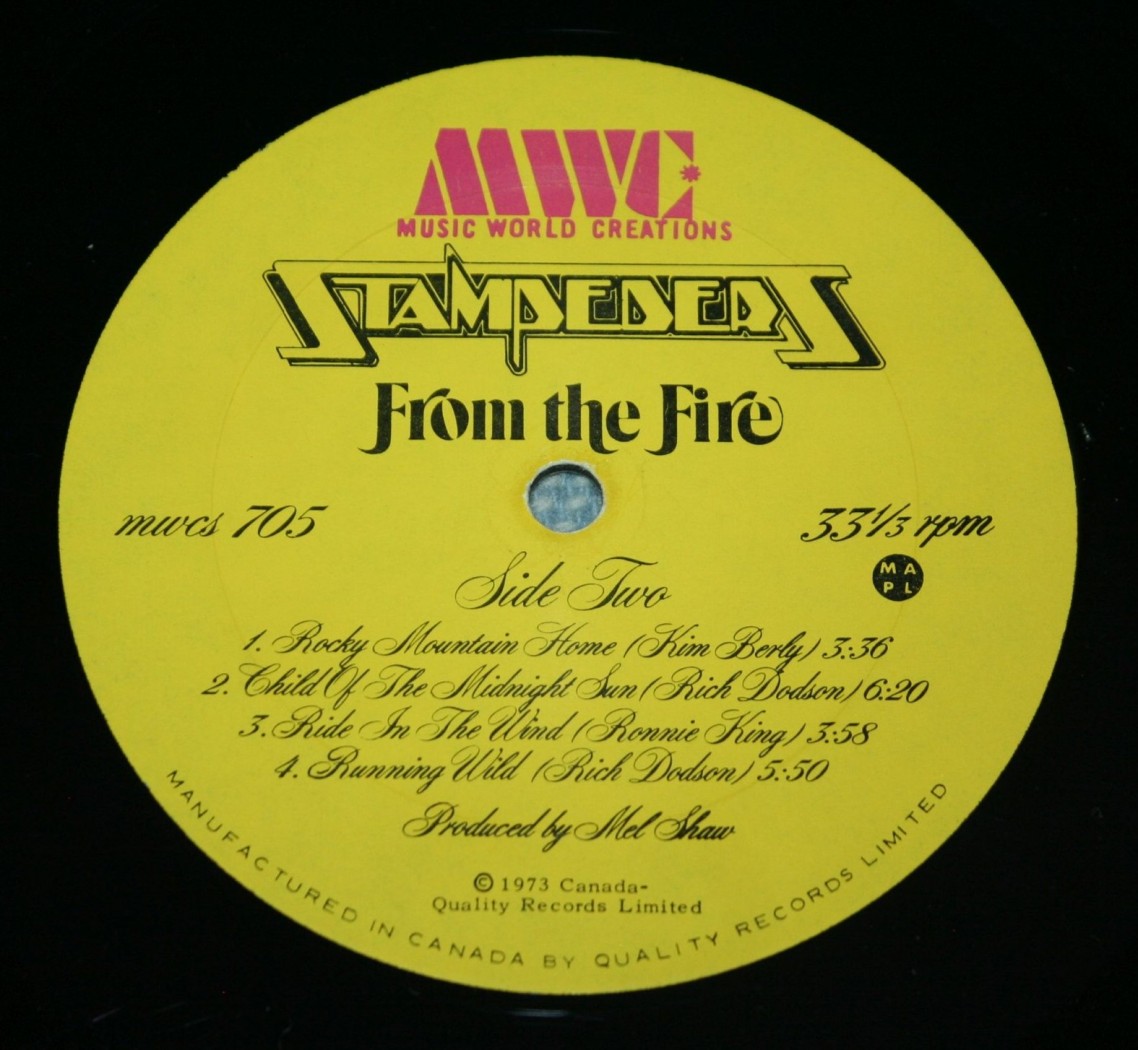 MWC*
MUSIC WORLD CREATIONS
STAMPEDERS
From the Fire
mwcs 705
33 1/3 rpm
M A
P L
Side Two
1. Rocky Mountain Home (Kim Berly) 3:36
2. Child Of The Midnight Sun (Rich Dodson) 6:20
3. Ride In The Wind (Ronnie King) 3:58
4. Running Wild (Rich Dodson) 5:50
Produced by Mel Shaw
© 1973 Canada-
Quality Records Limited
MANUFACTURED IN CANADA BY QUALITY RECORDS LIMITED